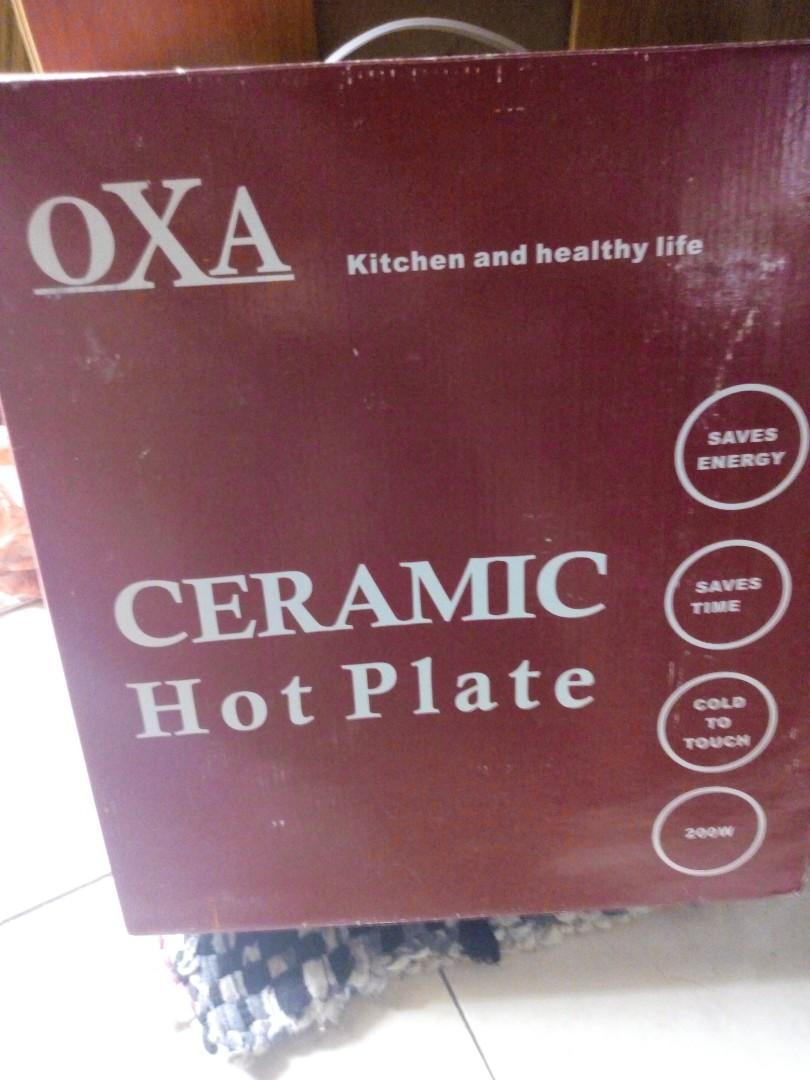 OXA
Kitchen and healthy life
SAVES
ENERGY
CERAMIC
Hot Plate
SAVES
TIME
COLD
TO
TOUCH
200W